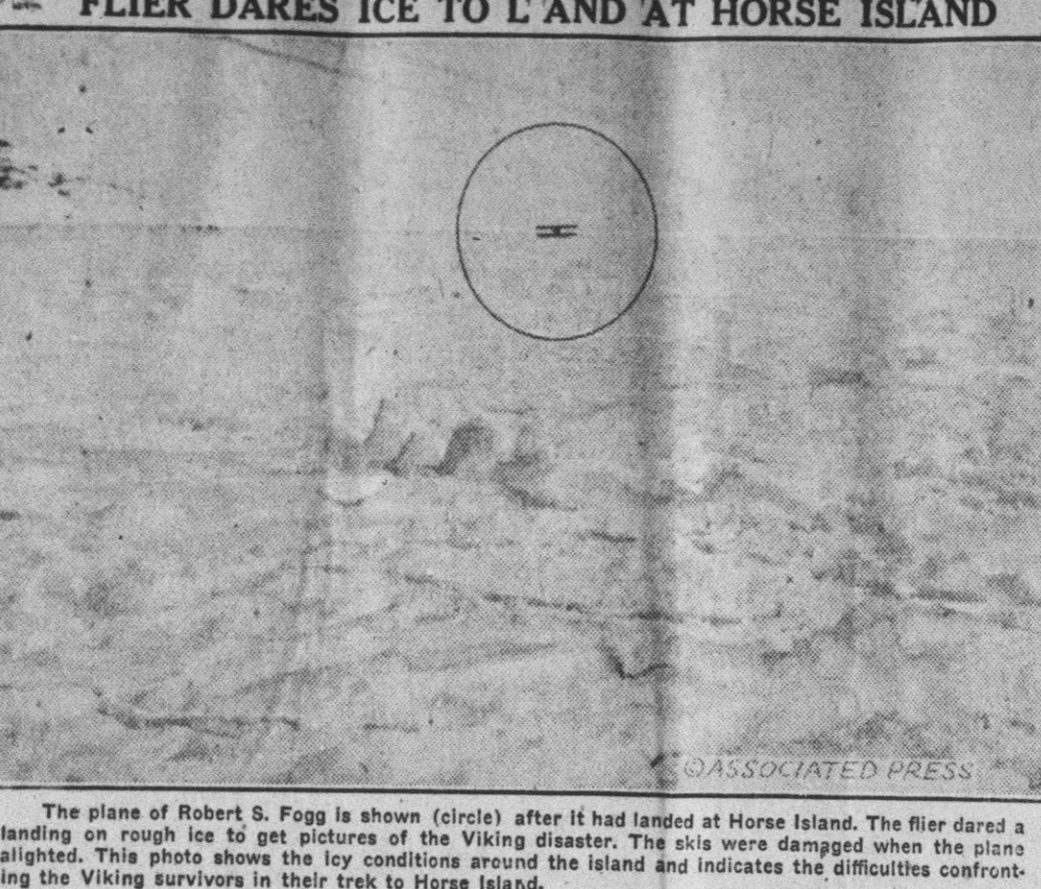 FLIER DARES ICE TO LAND AT HORSE ISLAND
©ASSOCIATED PRESS
The plane of Robert S. Fogg is shown (circle) after it had landed at Horse Island. The flier dared a
landing on rough ice to get pictures of the Viking disaster. The skis were damaged when the plane
alighted. This photo shows the icy conditions around the island and indicates the difficulties confront-
ing the Viking survivors in their trek to Horse Island.